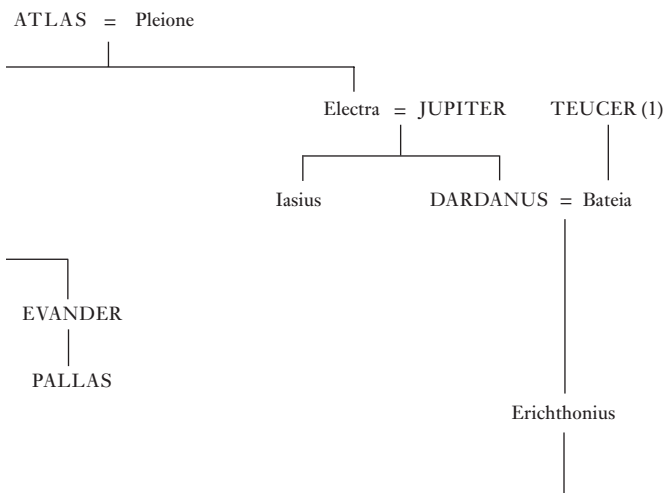 ATLAS = Pleione
Electra = JUPITER TEUCER (1)
Iasius DARDANUS = Bateia
EVANDER
PALLAS
Erichthonius